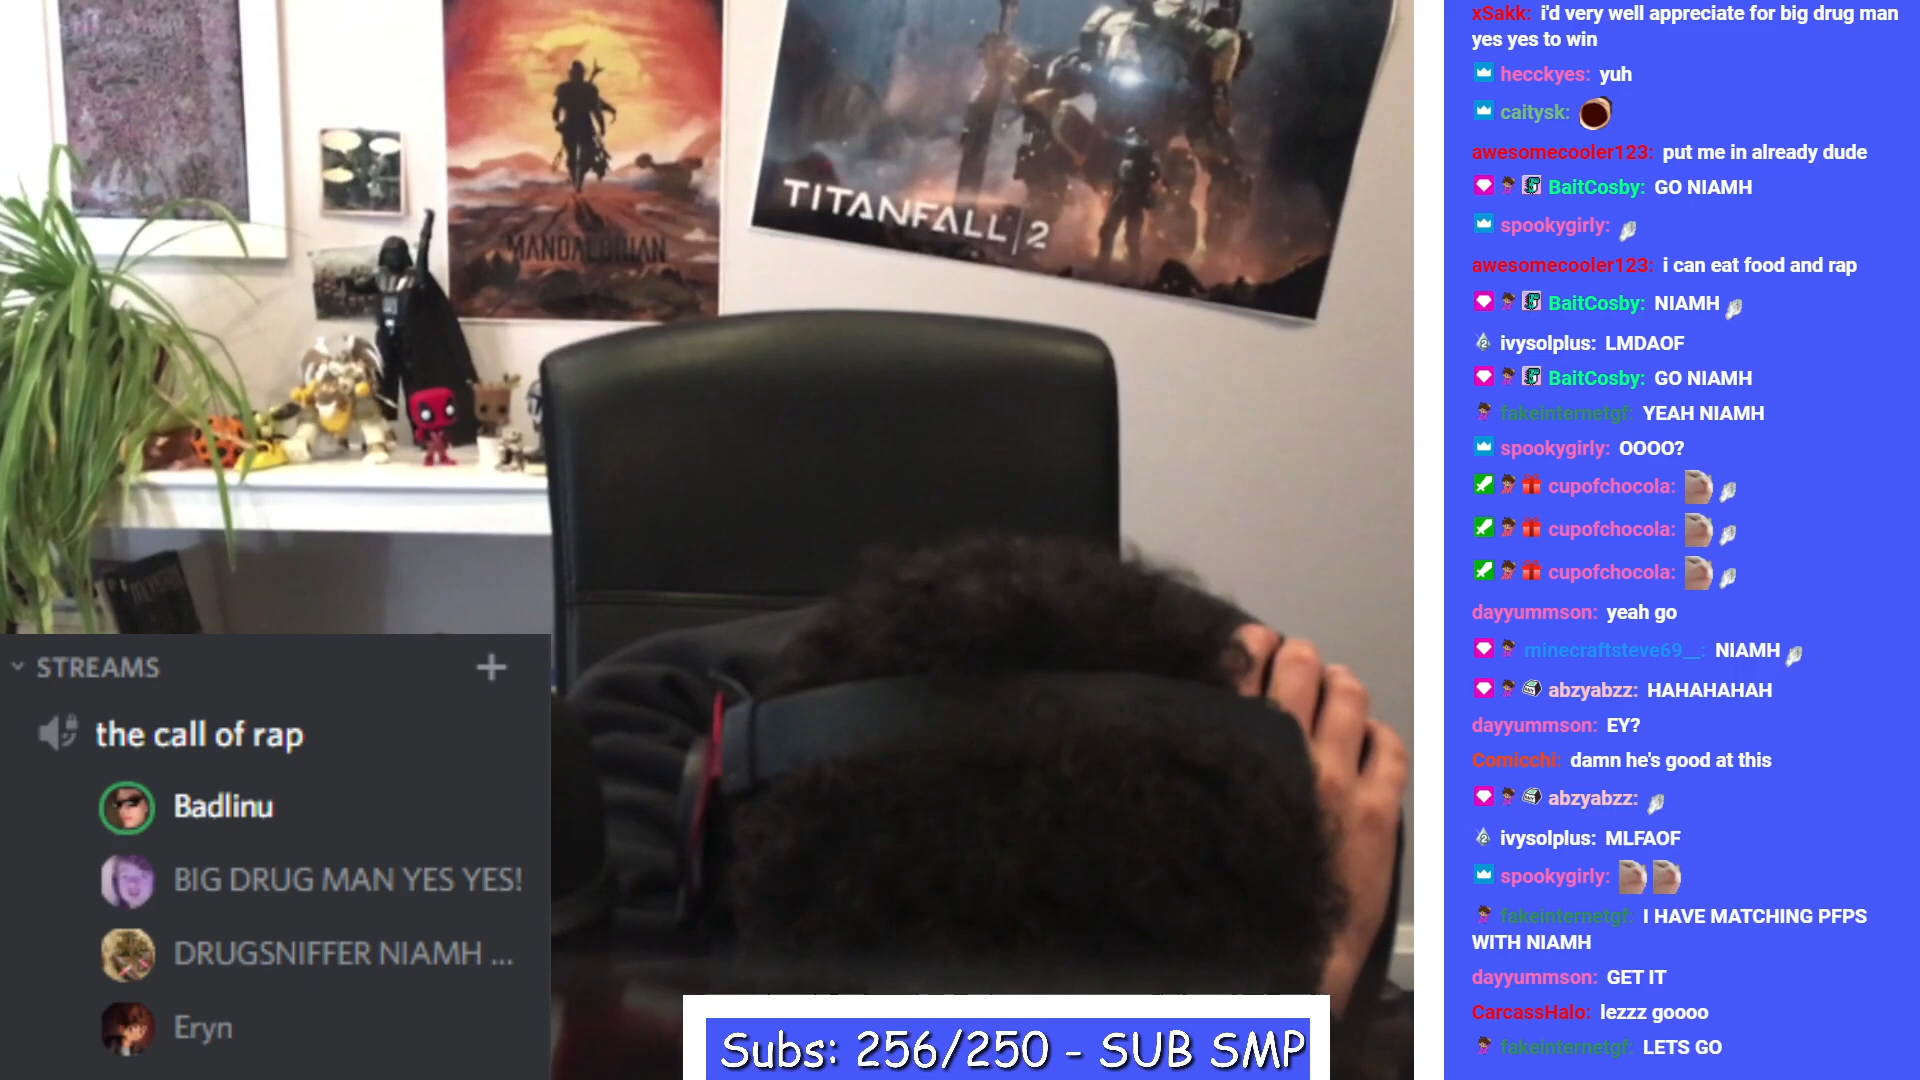 MANDALORIAN
TITANFALL 2
STREAMS
the call of rap
Badlinu
BIG DRUG MAN YES YES!
DRUGSNIFFER NIAMH ...
Eryn
Subs: 256/250 - SUB SMP
xSakk: i'd very well appreciate for big drug man
yes yes to win
hecckyes: yuh
caitysk:
awesomecooler123: put me in already dude
BaitCosby: GO NIAMH
spookygirly:
awesomecooler123: i can eat food and rap
BaitCosby: NIAMH
ivysolplus: LMDAOF
BaitCosby: GO NIAMH
fakeinternetgf: YEAH NIAMH
spookygirly: OOOO?
cupofchocola:
cupofchocola:
cupofchocola:
dayyummson: yeah go
minecraftsteve69__: NIAMH
abzyabzz: HAHAHAHAH
dayyummson: EY?
Comicchi: damn he's good at this
abzyabzz:
ivysolplus: MLFAOF
spookygirly:
fakeinternetgf: I HAVE MATCHING PFPS
WITH NIAMH
dayyummson: GET IT
CarcassHalo: lezzz goooo
fakeinternetgf: LETS GO